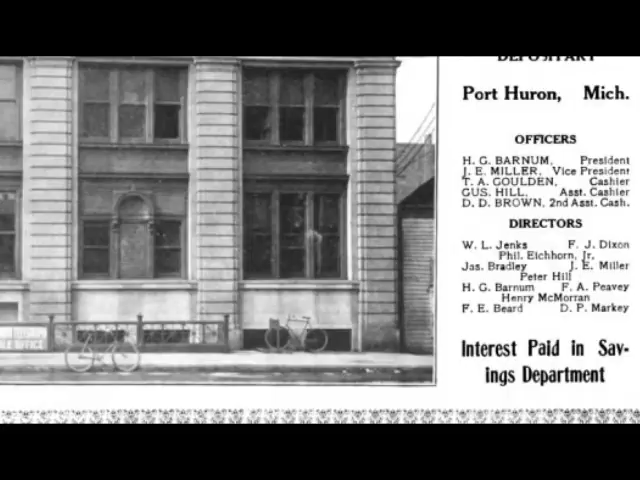 DEPOSITARY
Port Huron, Mich.
OFFICERS
H. G. BARNUM, President
J. E. MILLER, Vice President
T. A. GOULDEN, Cashier
GUS. HILL, Asst. Cashier
D. D. BROWN, 2nd Asst. Cash.
DIRECTORS
W. L. Jenks F. J. Dixon
Phil. Eichhorn, Jr.
Jas. Bradley J. E. Miller
Peter Hill
H. G. Barnum F. A. Peavey
Henry McMorran
F. E. Beard D. P. Markey
Interest Paid in Sav-
ings Department
OFFICE